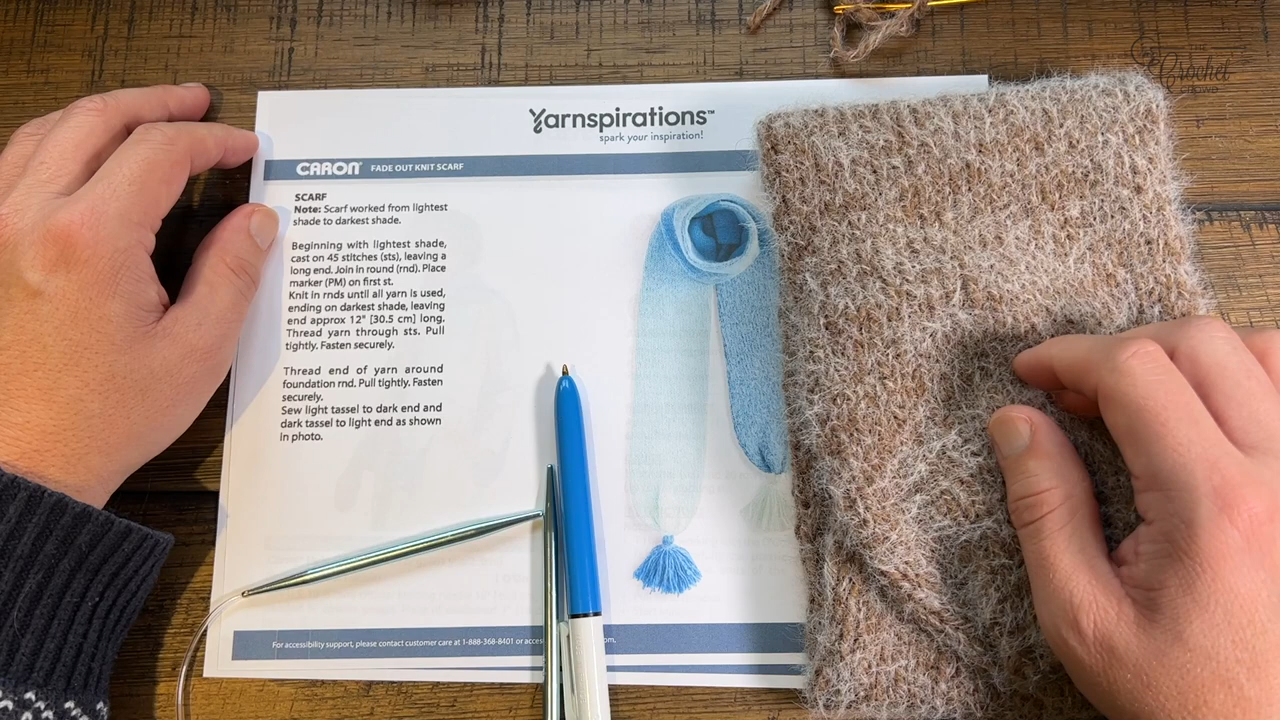 THE
Crochet
CROWD
Yarnspirations™
spark your inspiration!
CARON® FADE OUT KNIT SCARF
SCARF
Note: Scarf worked from lightest
shade to darkest shade.
Beginning with lightest shade,
cast on 45 stitches (sts), leaving a
long end. Join in round (rnd). Place
marker (PM) on first st.
Knit in rnds until all yarn is used,
ending on darkest shade, leaving
end approx 12" [30.5 cm] long.
Thread yarn through sts. Pull
tightly. Fasten securely.
Thread end of yarn around
foundation rnd. Pull tightly. Fasten
securely.
Sew light tassel to dark end and
dark tassel to light end as shown
in photo.
For accessibility support, please contact customer care at 1-888-368-8401 or acces om.